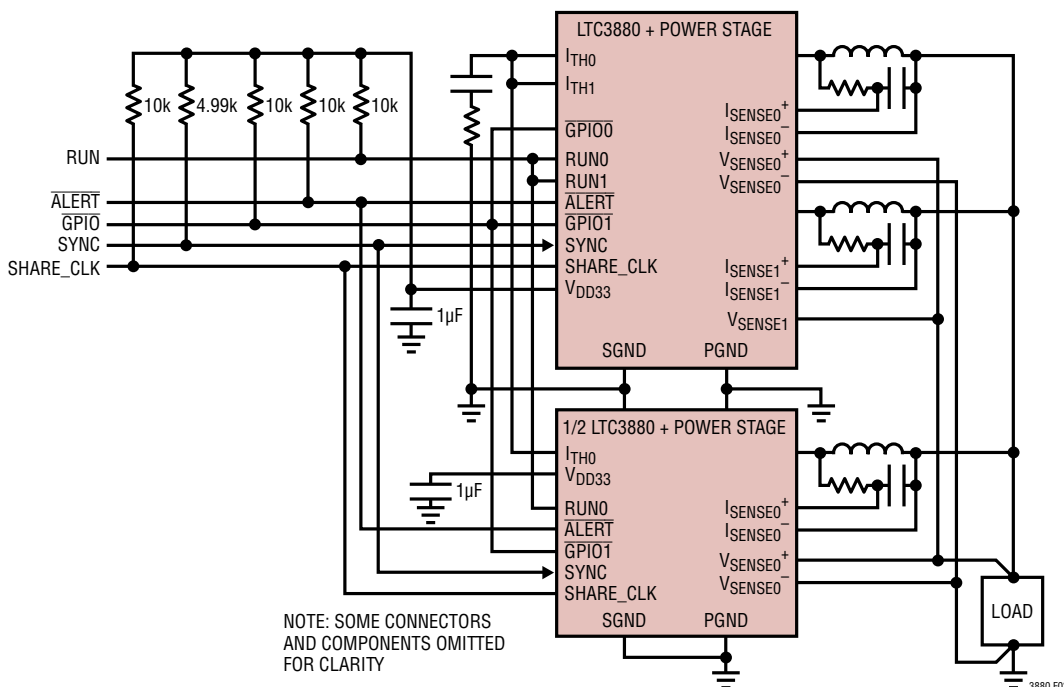 LTC3880 + POWER STAGE
ITH0
ITH1
GPIO0
RUN0
RUN1
ALERT
GPIO1
SYNC
SHARE_CLK
VDD33
SGND
PGND
ISENSE0+
ISENSE0–
VSENSE0+
VSENSE0–
ISENSE1+
ISENSE1–
VSENSE1
10k
4.99k
10k
10k
10k
RUN
ALERT
GPIO
SYNC
SHARE_CLK
1µF
1/2 LTC3880 + POWER STAGE
ITH0
VDD33
RUN0
ALERT
GPIO1
SYNC
SHARE_CLK
SGND
PGND
ISENSE0+
ISENSE0–
VSENSE0+
VSENSE0–
1µF
LOAD
NOTE: SOME CONNECTORS
AND COMPONENTS OMITTED
FOR CLARITY